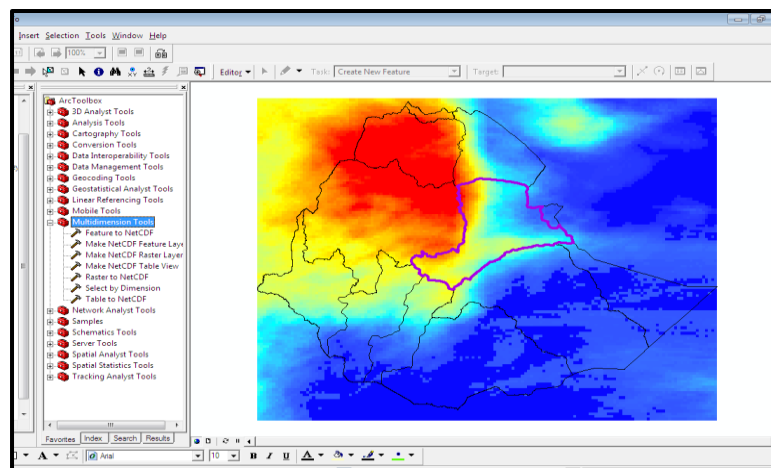 Insert Selection Tools Window Help
100%
Editor Task: Create New Feature Target:
ArcToolbox
3D Analyst Tools
Analysis Tools
Cartography Tools
Conversion Tools
Data Interoperability Tools
Data Management Tools
Geocoding Tools
Geostatistical Analyst Tools
Linear Referencing Tools
Mobile Tools
Multidimension Tools
Feature to NetCDF
Make NetCDF Feature Laye
Make NetCDF Raster Layer
Make NetCDF Table View
Raster to NetCDF
Select by Dimension
Table to NetCDF
Network Analyst Tools
Samples
Schematics Tools
Server Tools
Spatial Analyst Tools
Spatial Statistics Tools
Tracking Analyst Tools
Favorites Index Search Results
A Arial 10 B I U A